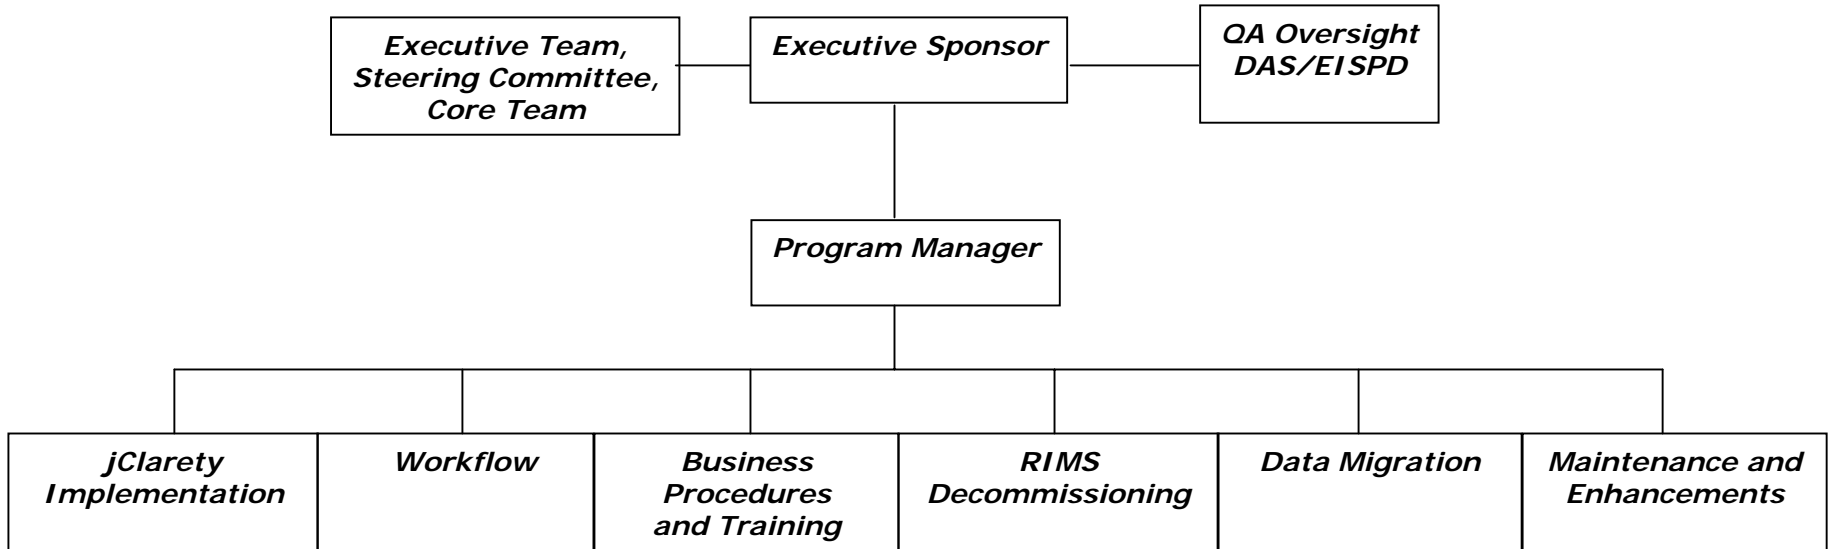 Executive Team,
Steering Committee,
Core Team
Executive Sponsor
QA Oversight
DAS/EISPD
Program Manager
jClarety
Implementation
Workflow
Business
Procedures
and Training
RIMS
Decommissioning
Data Migration
Maintenance and
Enhancements